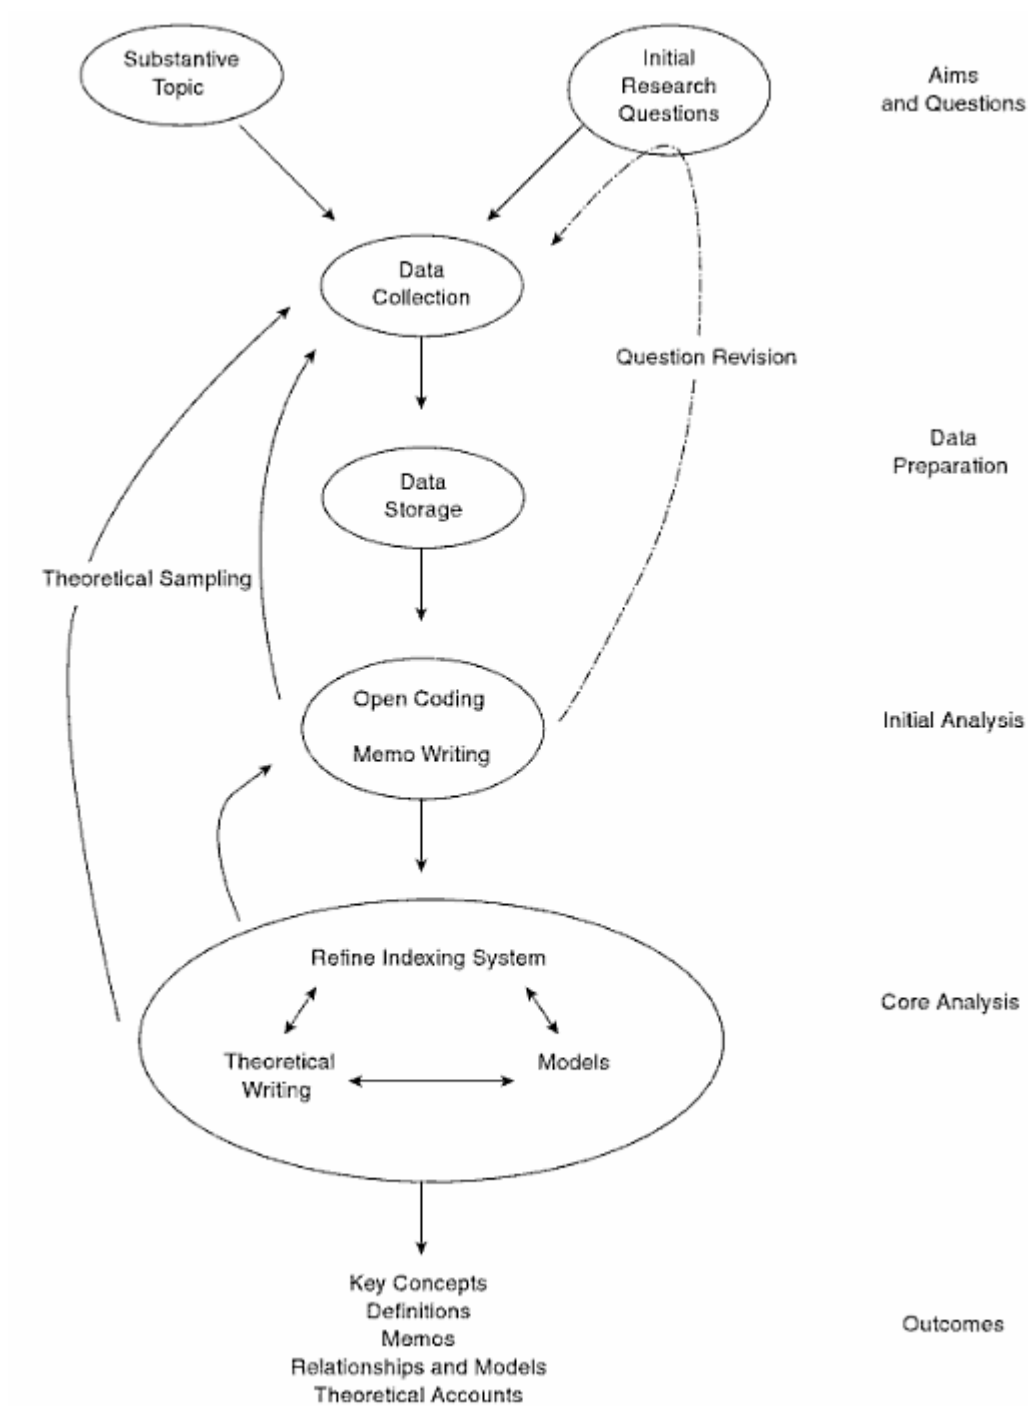 Substantive
Topic
Initial
Research
Questions
Aims
and Questions
Data
Collection
Question Revision
Data
Preparation
Data
Storage
Theoretical Sampling
Open Coding
Memo Writing
Initial Analysis
Refine Indexing System
Core Analysis
Theoretical
Writing
Models
Key Concepts
Definitions
Memos
Relationships and Models
Theoretical Accounts
Outcomes